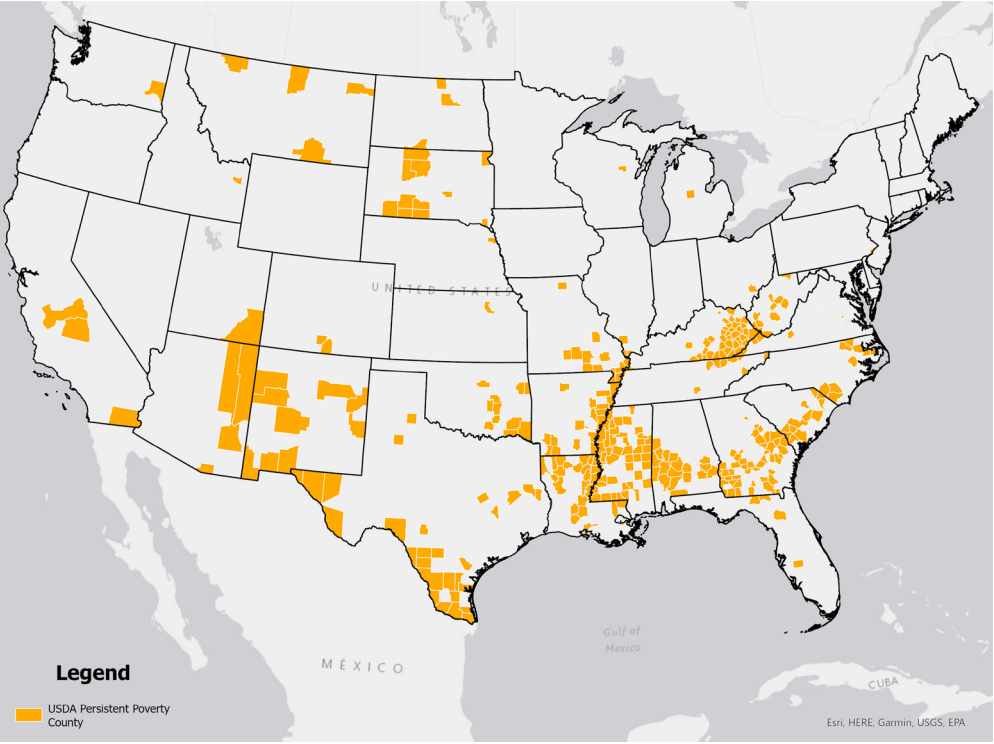 UNITED STATES
Gulf of
Mexico
MÉXICO
CUBA
Legend
USDA Persistent Poverty
County
Esri, HERE, Garmin, USGS, EPA